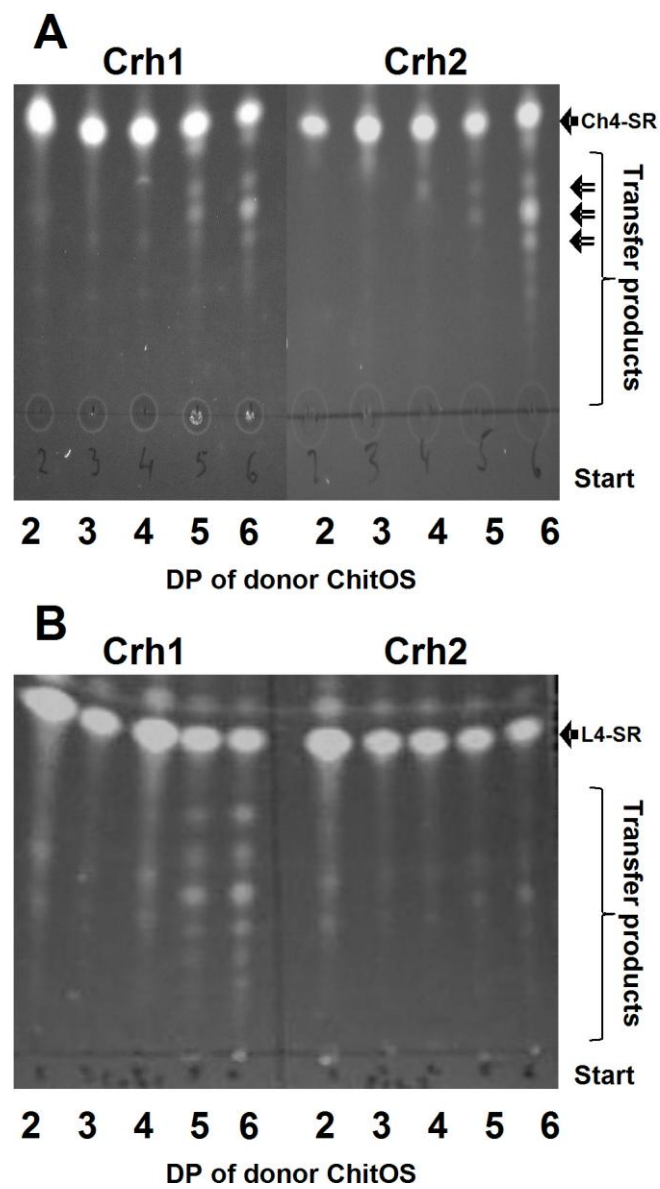 A
Crh1 Crh2
Ch4-SR
Transfer products
2 3 4 5 6 2 3 4 5 6
Start
2 3 4 5 6 2 3 4 5 6
DP of donor ChitOS
B
Crh1 Crh2
L4-SR
Transfer products
Start
2 3 4 5 6 2 3 4 5 6
DP of donor ChitOS